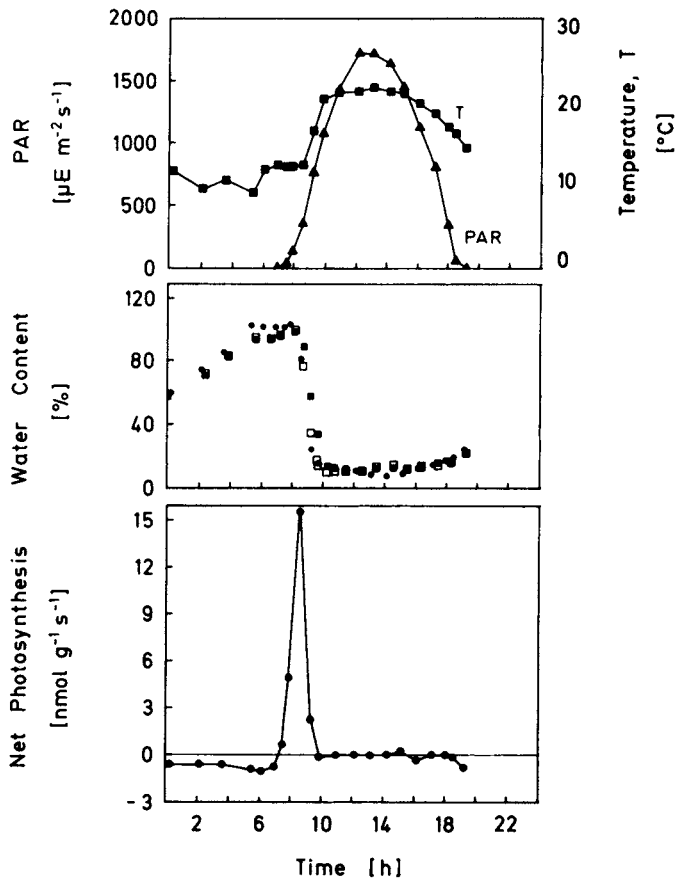 2000
1500
1000
500
0
PAR
[µE m⁻² s⁻¹]
30
20
10
0
Temperature, T
[°C]
T
PAR
120
80
40
0
Water Content
[%]
15
12
9
6
3
0
-3
Net Photosynthesis
[nmol g⁻¹ s⁻¹]
2 6 10 14 18 22
Time [h]